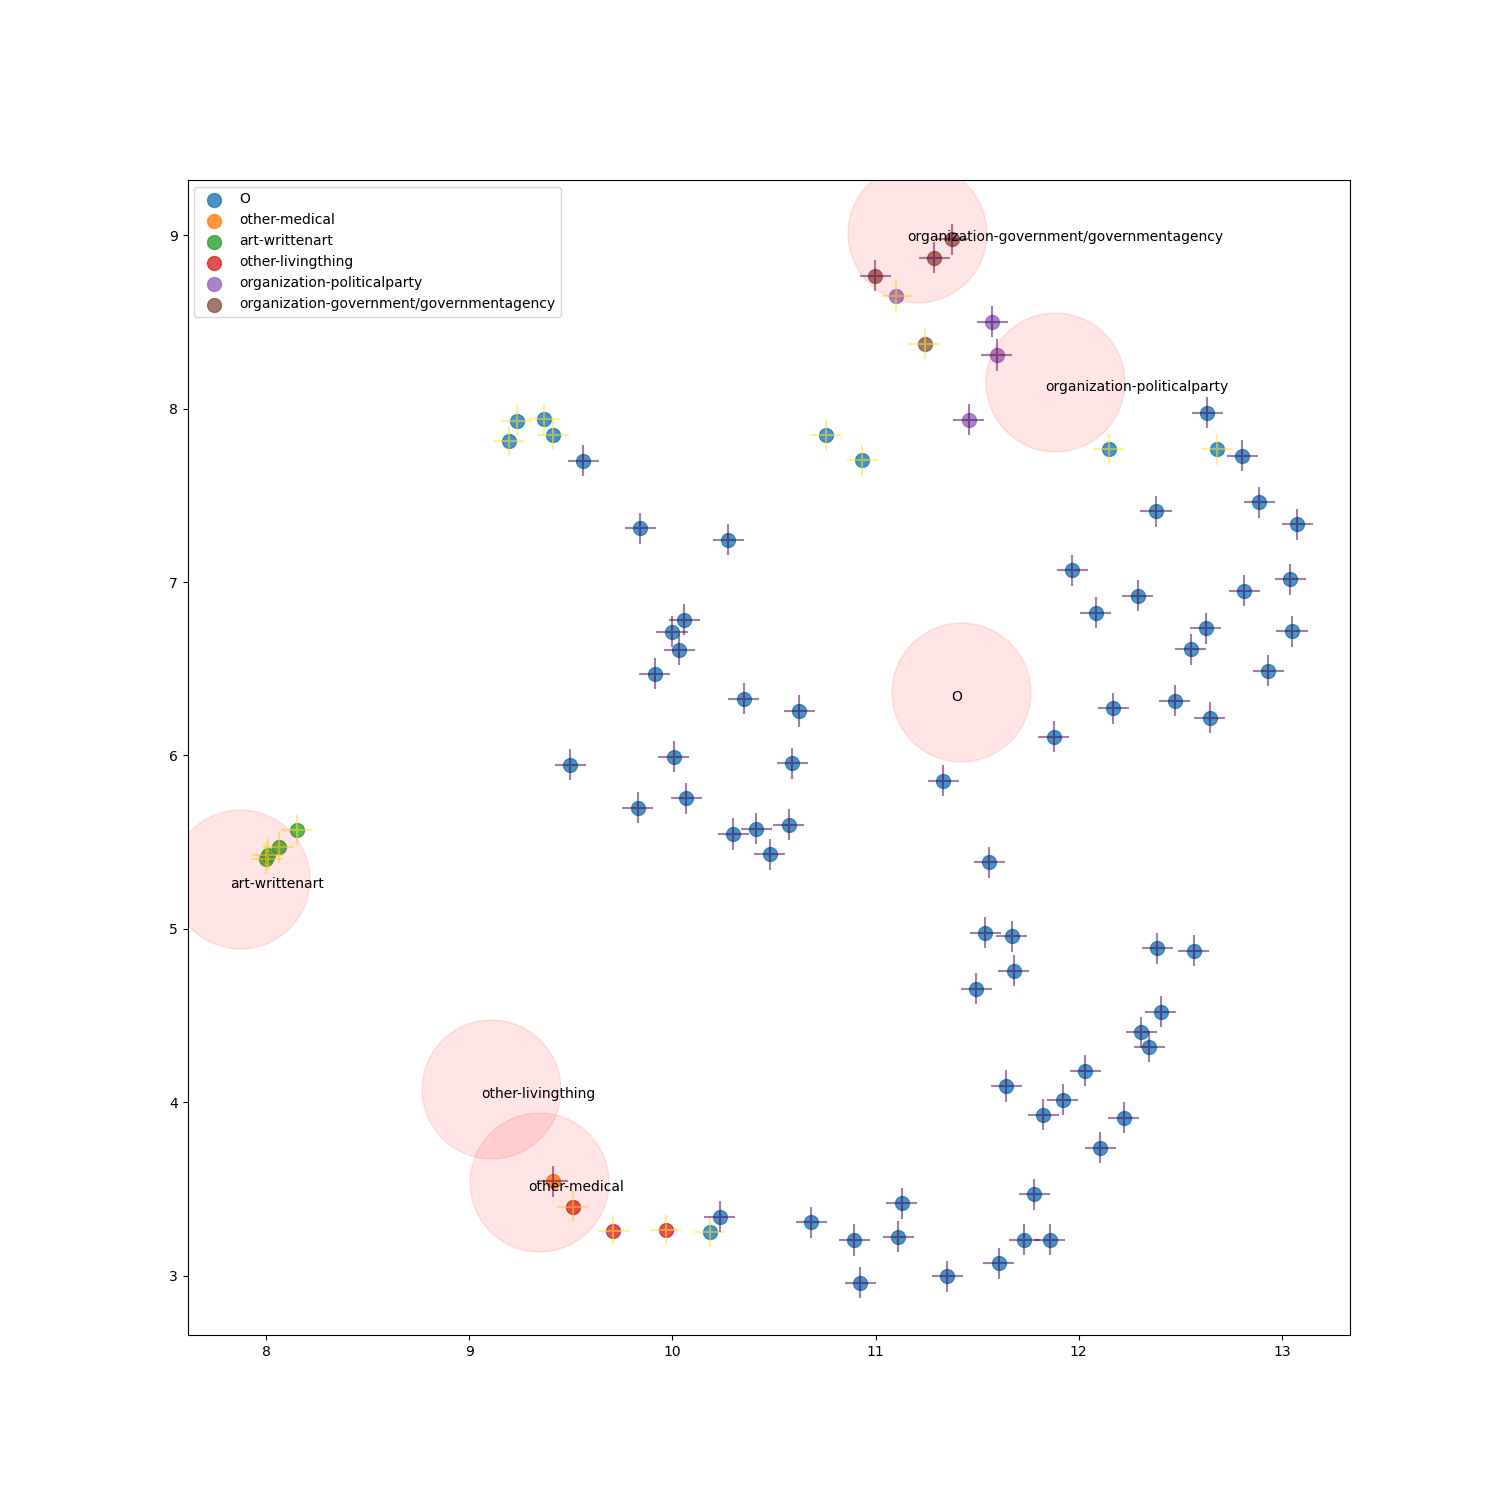 O
other-medical
art-writtenart
other-livingthing
organization-politicalparty
organization-government/governmentagency
organization-government/governmentagency
organization-politicalparty
O
art-writtenart
other-livingthing
other-medical
9
8
7
6
5
4
3
8 9 10 11 12 13